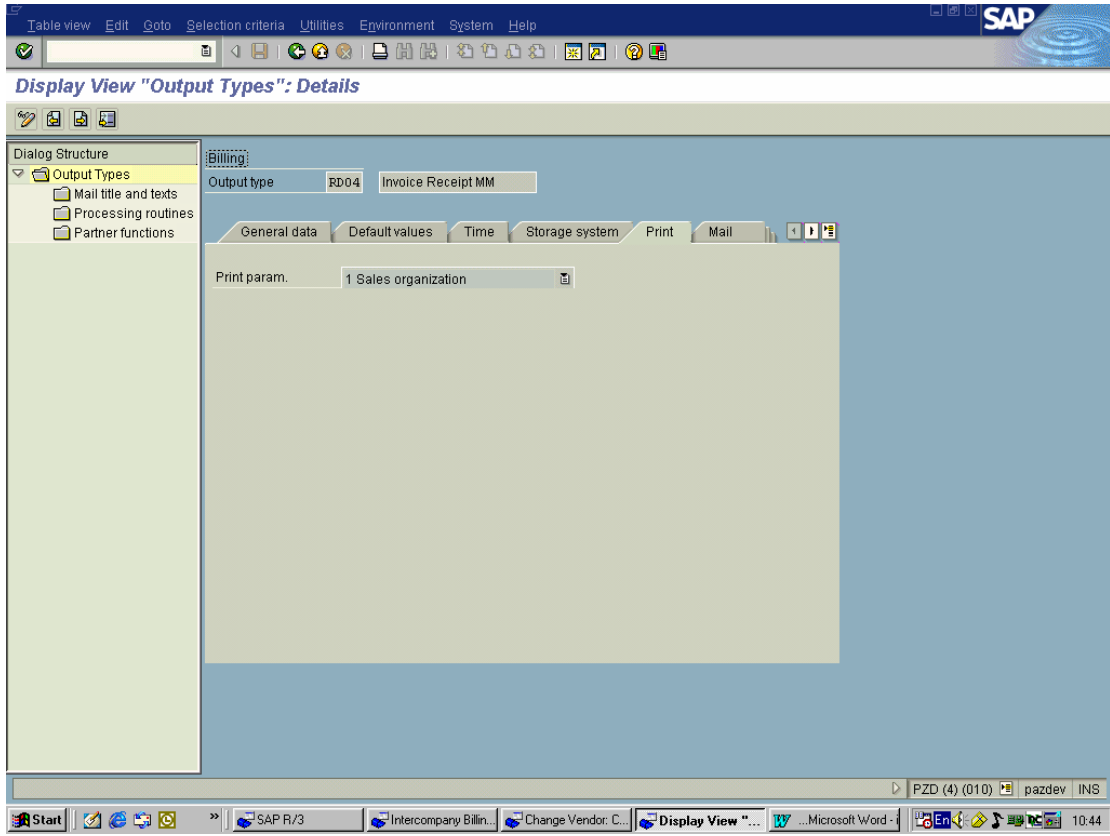 Table view Edit Goto Selection criteria Utilities Environment System Help
SAP
Display View "Output Types": Details
Dialog Structure
Output Types
Mail title and texts
Processing routines
Partner functions
Billing
Output type RD04 Invoice Receipt MM
General data Default values Time Storage system Print Mail
Print param. 1 Sales organization
PZD (4) (010) pazdev INS
Start » SAP R/3 Intercompany Billin... Change Vendor: C... Display View "... ...Microsoft Word - i En 10:44